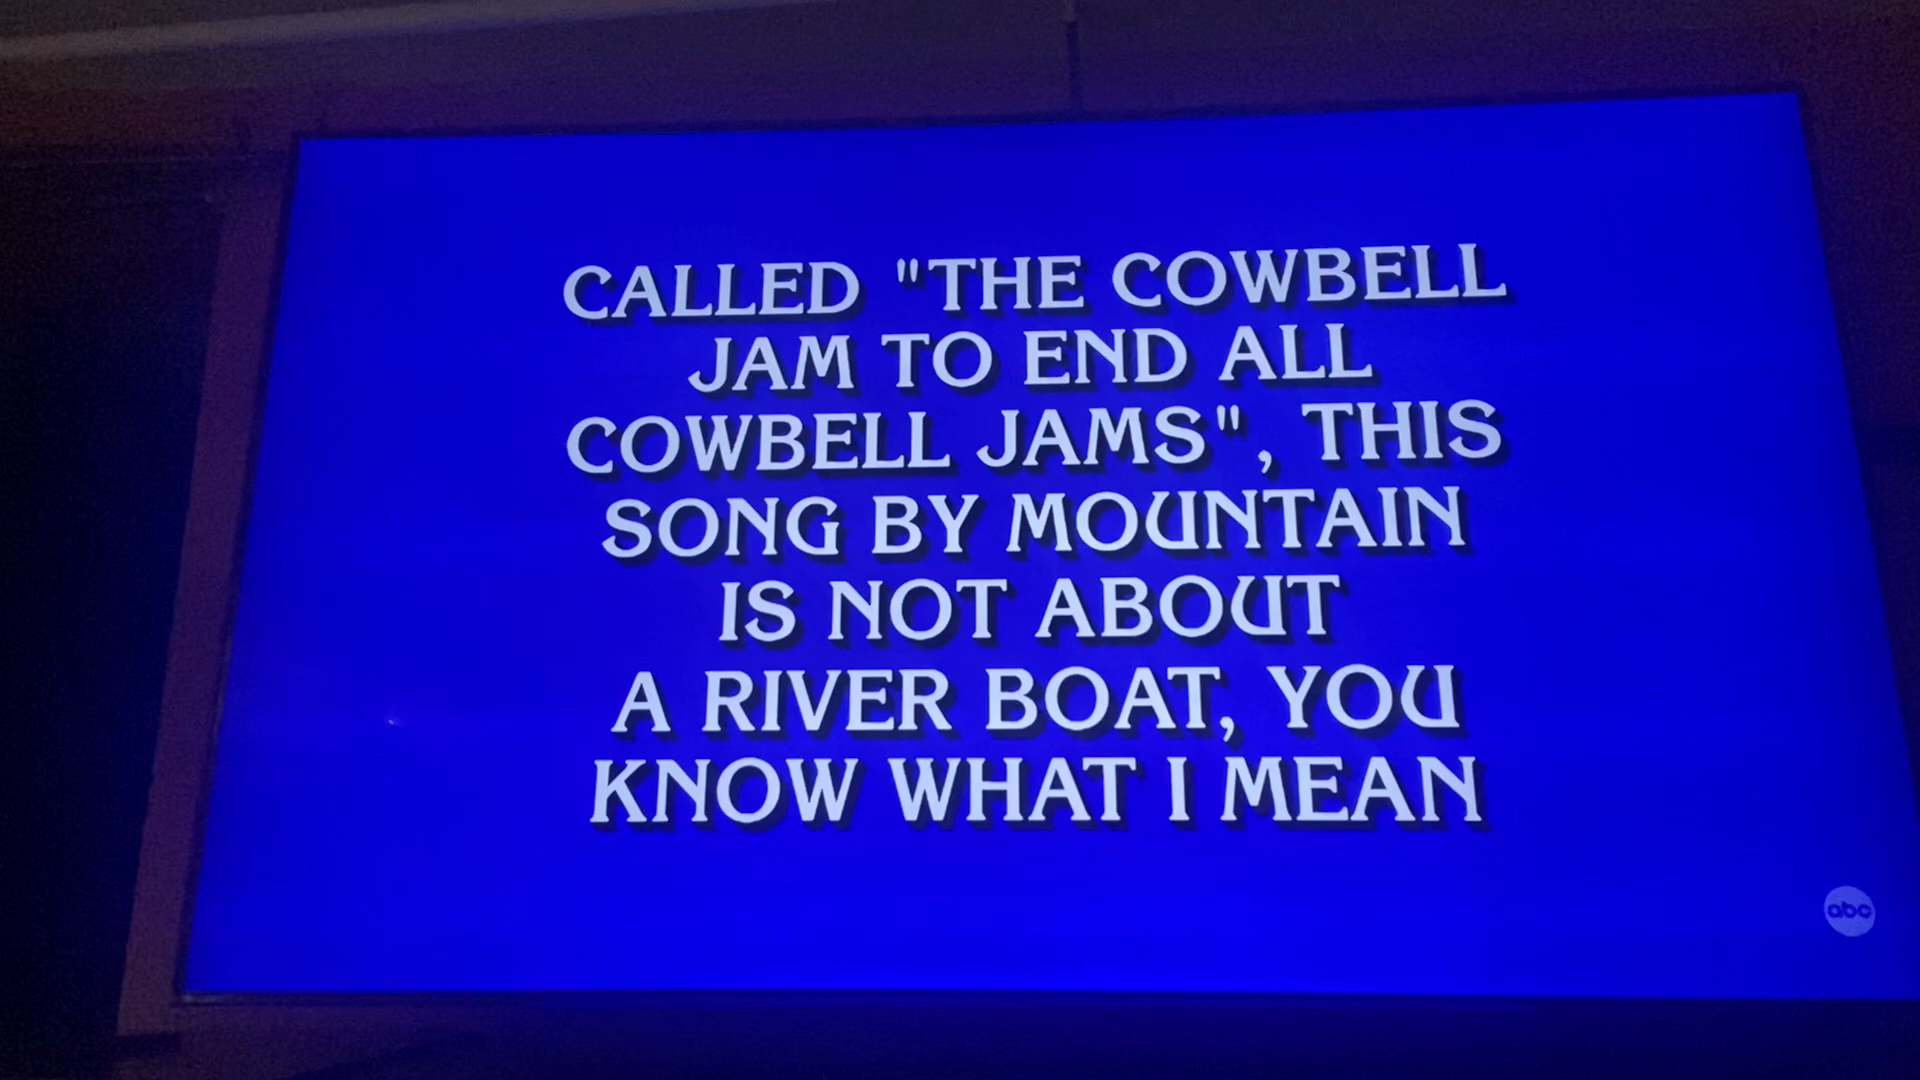 CALLED "THE COWBELL
JAM TO END ALL
COWBELL JAMS", THIS
SONG BY MOUNTAIN
IS NOT ABOUT
A RIVER BOAT, YOU
KNOW WHAT I MEAN
abc